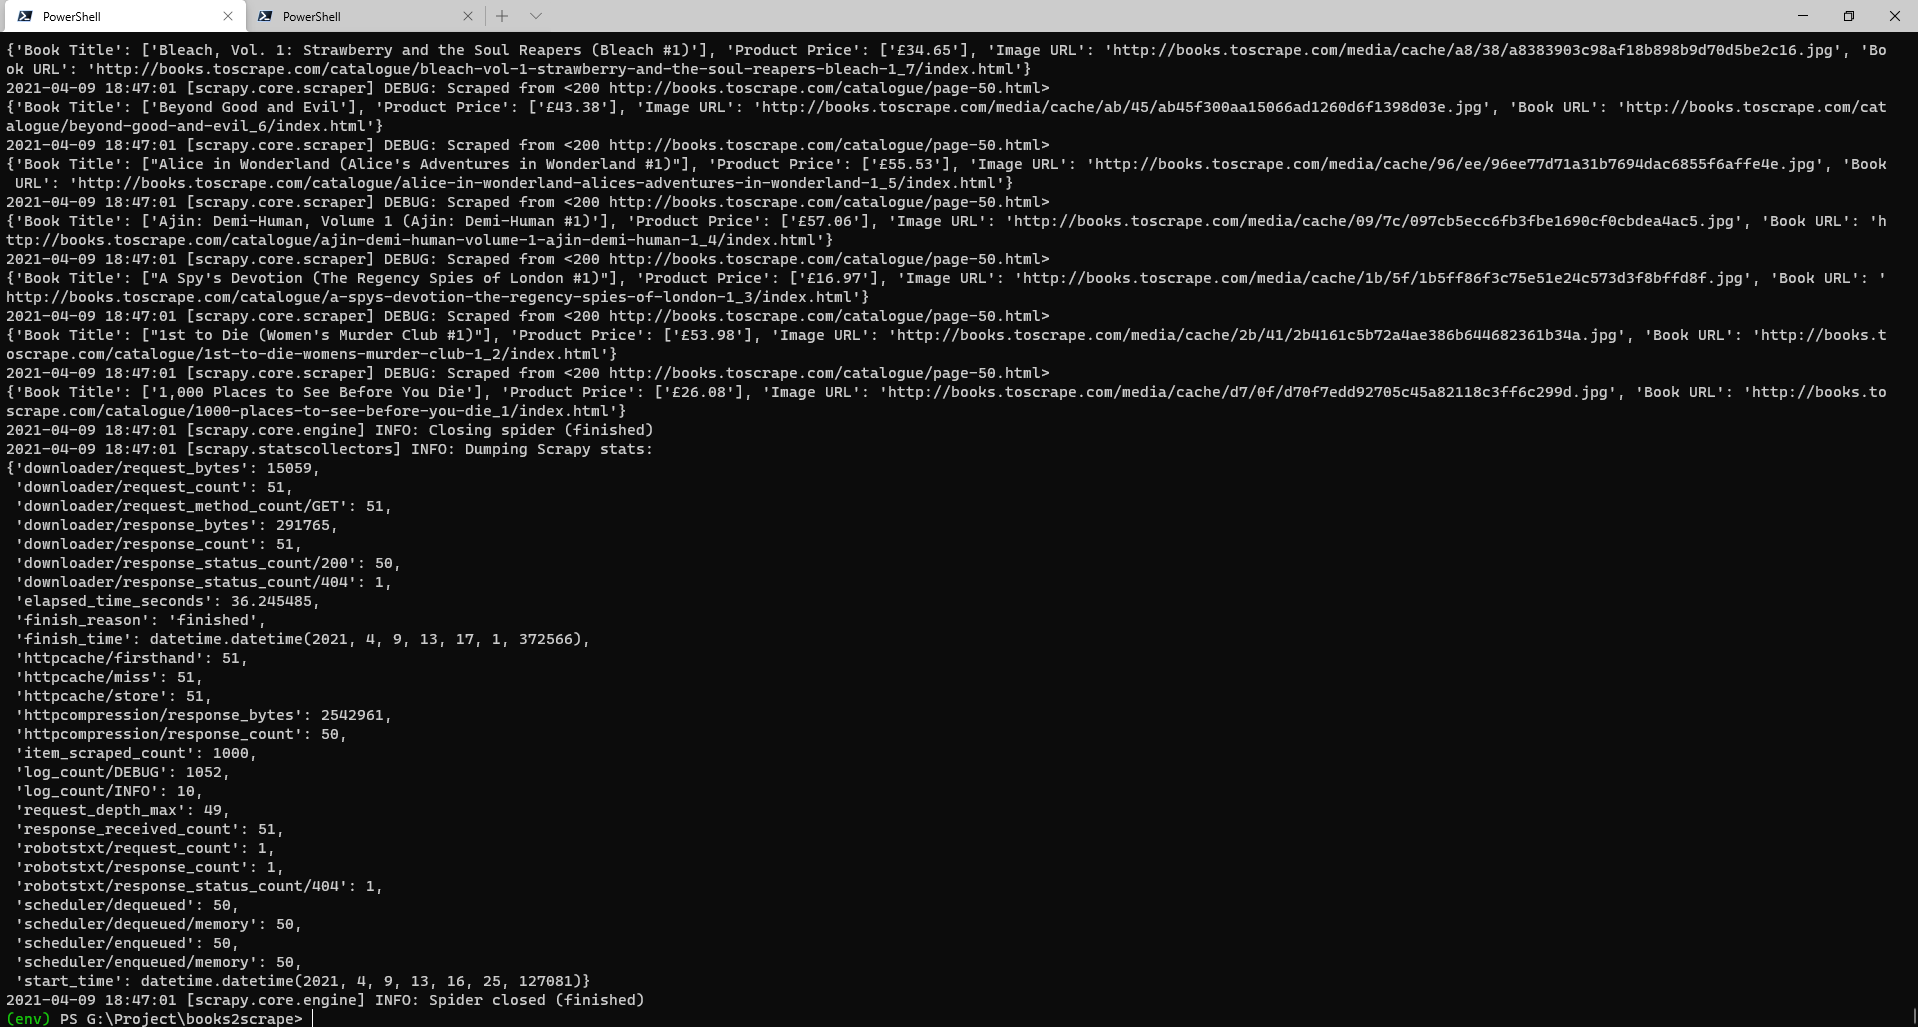 PowerShell
PowerShell
{'Book Title': ['Bleach, Vol. 1: Strawberry and the Soul Reapers (Bleach #1)'], 'Product Price': ['£34.65'], 'Image URL': 'http://books.toscrape.com/media/cache/a8/38/a8383903c98af18b898b9d70d5be2c16.jpg', 'Bo
ok URL': 'http://books.toscrape.com/catalogue/bleach-vol-1-strawberry-and-the-soul-reapers-bleach-1_7/index.html'}
2021-04-09 18:47:01 [scrapy.core.scraper] DEBUG: Scraped from <200 http://books.toscrape.com/catalogue/page-50.html>
{'Book Title': ['Beyond Good and Evil'], 'Product Price': ['£43.38'], 'Image URL': 'http://books.toscrape.com/media/cache/ab/45/ab45f300aa15066ad1260d6f1398d03e.jpg', 'Book URL': 'http://books.toscrape.com/cat
alogue/beyond-good-and-evil_6/index.html'}
2021-04-09 18:47:01 [scrapy.core.scraper] DEBUG: Scraped from <200 http://books.toscrape.com/catalogue/page-50.html>
{'Book Title': ["Alice in Wonderland (Alice's Adventures in Wonderland #1)"], 'Product Price': ['£55.53'], 'Image URL': 'http://books.toscrape.com/media/cache/96/ee/96ee77d71a31b7694dac6855f6affe4e.jpg', 'Book
 URL': 'http://books.toscrape.com/catalogue/alice-in-wonderland-alices-adventures-in-wonderland-1_5/index.html'}
2021-04-09 18:47:01 [scrapy.core.scraper] DEBUG: Scraped from <200 http://books.toscrape.com/catalogue/page-50.html>
{'Book Title': ['Ajin: Demi-Human, Volume 1 (Ajin: Demi-Human #1)'], 'Product Price': ['£57.06'], 'Image URL': 'http://books.toscrape.com/media/cache/09/7c/097cb5ecc6fb3fbe1690cf0cbdea4ac5.jpg', 'Book URL': 'h
ttp://books.toscrape.com/catalogue/ajin-demi-human-volume-1-ajin-demi-human-1_4/index.html'}
2021-04-09 18:47:01 [scrapy.core.scraper] DEBUG: Scraped from <200 http://books.toscrape.com/catalogue/page-50.html>
{'Book Title': ["A Spy's Devotion (The Regency Spies of London #1)"], 'Product Price': ['£16.97'], 'Image URL': 'http://books.toscrape.com/media/cache/1b/5f/1b5ff86f3c75e51e24c573d3f8bffd8f.jpg', 'Book URL': '
http://books.toscrape.com/catalogue/a-spys-devotion-the-regency-spies-of-london-1_3/index.html'}
2021-04-09 18:47:01 [scrapy.core.scraper] DEBUG: Scraped from <200 http://books.toscrape.com/catalogue/page-50.html>
{'Book Title': ["1st to Die (Women's Murder Club #1)"], 'Product Price': ['£53.98'], 'Image URL': 'http://books.toscrape.com/media/cache/2b/41/2b4161c5b72a4ae386b644682361b34a.jpg', 'Book URL': 'http://books.t
oscrape.com/catalogue/1st-to-die-womens-murder-club-1_2/index.html'}
2021-04-09 18:47:01 [scrapy.core.scraper] DEBUG: Scraped from <200 http://books.toscrape.com/catalogue/page-50.html>
{'Book Title': ['1,000 Places to See Before You Die'], 'Product Price': ['£26.08'], 'Image URL': 'http://books.toscrape.com/media/cache/d7/0f/d70f7edd92705c45a82118c3ff6c299d.jpg', 'Book URL': 'http://books.to
scrape.com/catalogue/1000-places-to-see-before-you-die_1/index.html'}
2021-04-09 18:47:01 [scrapy.core.engine] INFO: Closing spider (finished)
2021-04-09 18:47:01 [scrapy.statscollectors] INFO: Dumping Scrapy stats:
{'downloader/request_bytes': 15059,
 'downloader/request_count': 51,
 'downloader/request_method_count/GET': 51,
 'downloader/response_bytes': 291765,
 'downloader/response_count': 51,
 'downloader/response_status_count/200': 50,
 'downloader/response_status_count/404': 1,
 'elapsed_time_seconds': 36.245485,
 'finish_reason': 'finished',
 'finish_time': datetime.datetime(2021, 4, 9, 13, 17, 1, 372566),
 'httpcache/firsthand': 51,
 'httpcache/miss': 51,
 'httpcache/store': 51,
 'httpcompression/response_bytes': 2542961,
 'httpcompression/response_count': 50,
 'item_scraped_count': 1000,
 'log_count/DEBUG': 1052,
 'log_count/INFO': 10,
 'request_depth_max': 49,
 'response_received_count': 51,
 'robotstxt/request_count': 1,
 'robotstxt/response_count': 1,
 'robotstxt/response_status_count/404': 1,
 'scheduler/dequeued': 50,
 'scheduler/dequeued/memory': 50,
 'scheduler/enqueued': 50,
 'scheduler/enqueued/memory': 50,
 'start_time': datetime.datetime(2021, 4, 9, 13, 16, 25, 127081)}
2021-04-09 18:47:01 [scrapy.core.engine] INFO: Spider closed (finished)
(env) PS G:\Project\books2scrape>